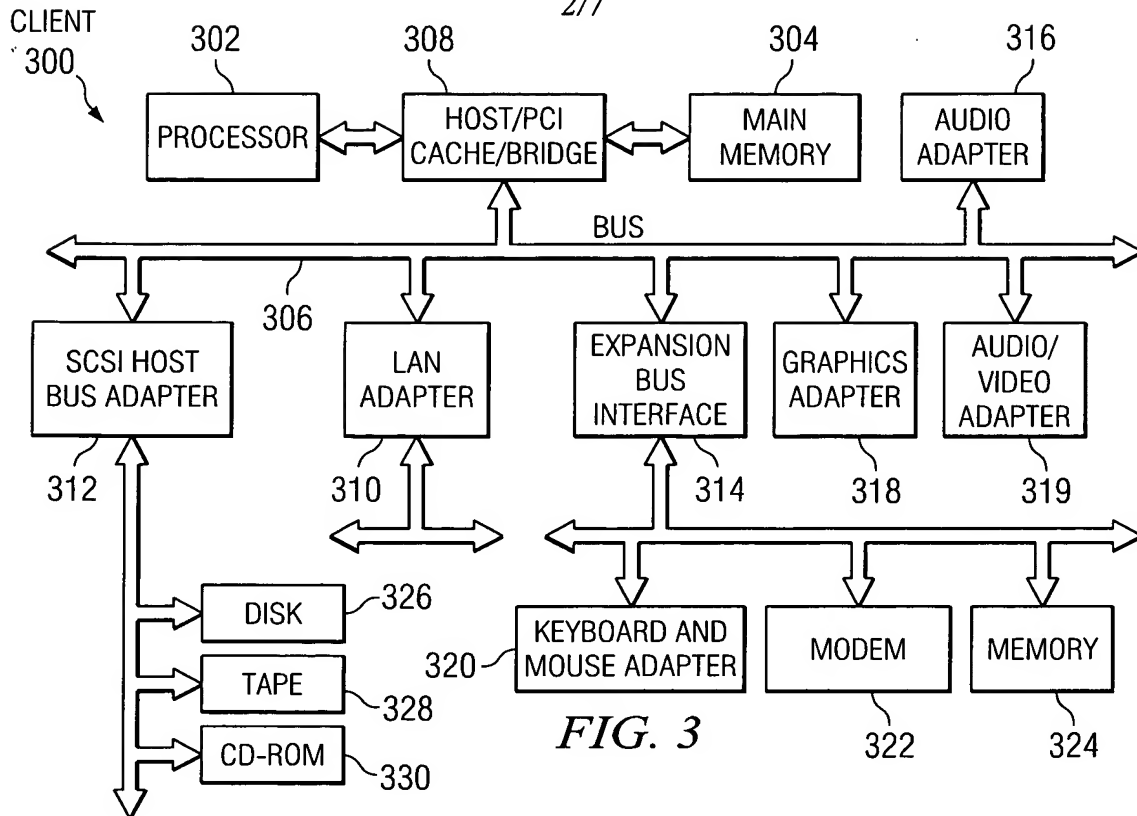 2/7
CLIENT
300
302
308
304
316
PROCESSOR
HOST/PCI
CACHE/BRIDGE
MAIN
MEMORY
AUDIO
ADAPTER
BUS
306
SCSI HOST
BUS ADAPTER
LAN
ADAPTER
EXPANSION
BUS
INTERFACE
GRAPHICS
ADAPTER
AUDIO/
VIDEO
ADAPTER
312
310
314
318
319
DISK
326
TAPE
328
CD-ROM
330
320
KEYBOARD AND
MOUSE ADAPTER
MODEM
MEMORY
322
324
FIG. 3